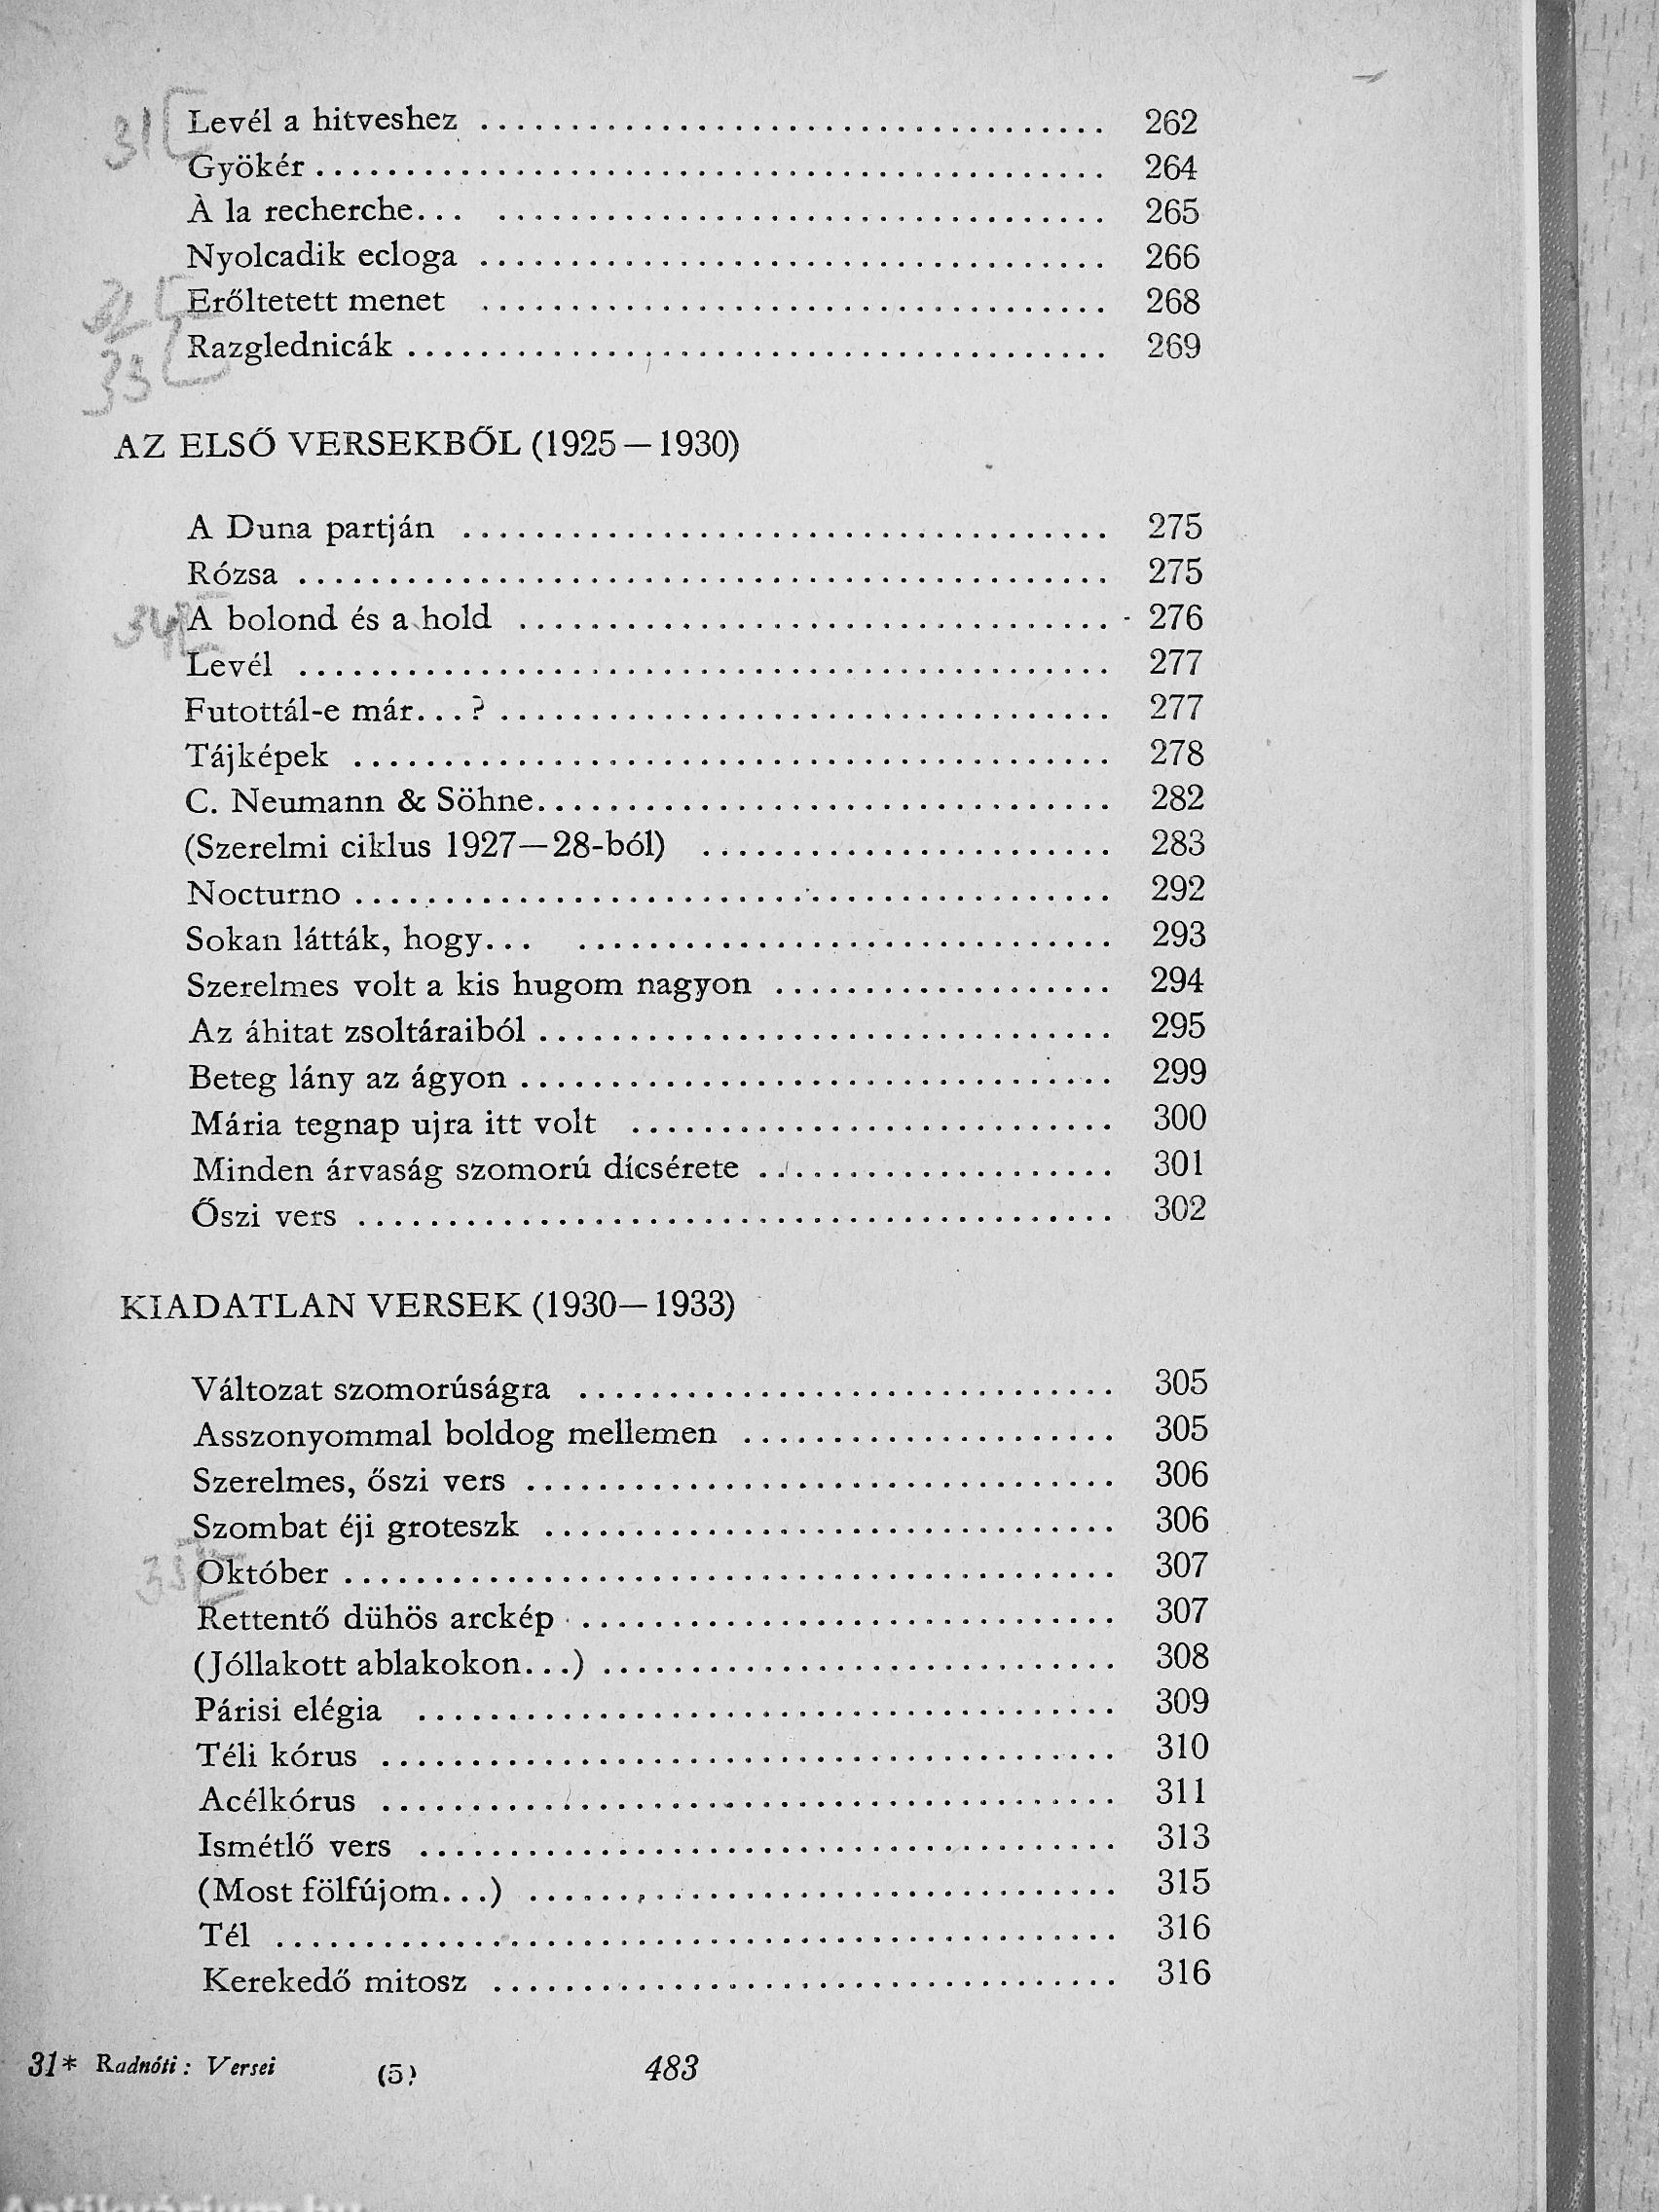 31 Levél a hitveshez .......... 262
Gyökér .......... 264
À la recherche... .......... 265
Nyolcadik ecloga .......... 266
32 Erőltetett menet .......... 268
33 Razglednicák .......... 269
AZ ELSŐ VERSEKBŐL (1925—1930)
A Duna partján .......... 275
Rózsa .......... 275
34 A bolond és a hold .......... 276
Levél .......... 277
Futottál-e már...? .......... 277
Tájképek .......... 278
C. Neumann & Söhne .......... 282
(Szerelmi ciklus 1927—28-ból) .......... 283
Nocturno .......... 292
Sokan látták, hogy... .......... 293
Szerelmes volt a kis hugom nagyon .......... 294
Az áhitat zsoltáraiból .......... 295
Beteg lány az ágyon .......... 299
Mária tegnap ujra itt volt .......... 300
Minden árvaság szomorú dícsérete .......... 301
Őszi vers .......... 302
KIADATLAN VERSEK (1930—1933)
Változat szomorúságra .......... 305
Asszonyommal boldog mellemen .......... 305
Szerelmes, őszi vers .......... 306
Szombat éji groteszk .......... 306
35 Október .......... 307
Rettentő dühös arckép .......... 307
(Jóllakott ablakokon...) .......... 308
Párisi elégia .......... 309
Téli kórus .......... 310
Acélkórus .......... 311
Ismétlő vers .......... 313
(Most fölfújom...) .......... 315
Tél .......... 316
Kerekedő mitosz .......... 316
31* Radnóti: Versei (5) 483